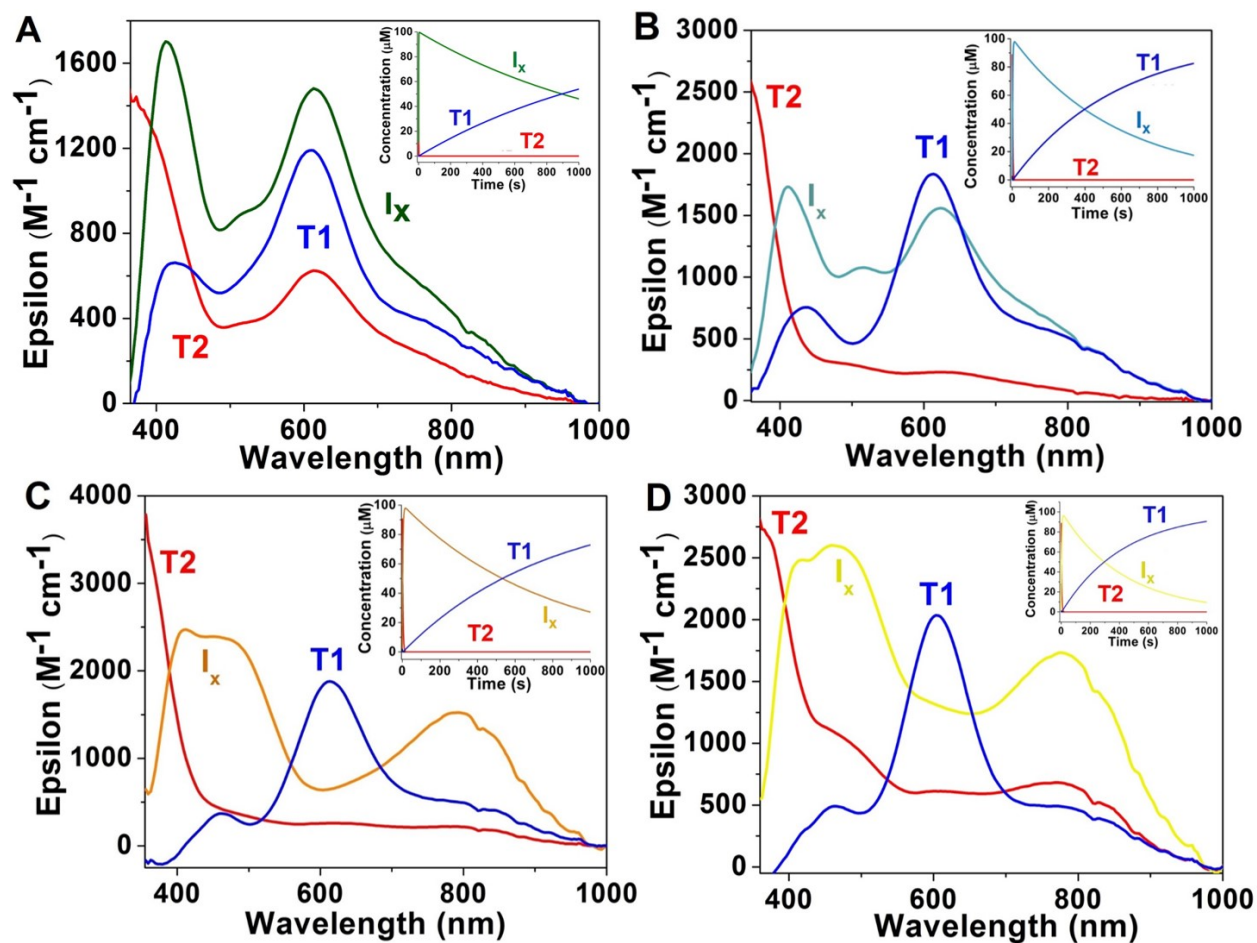 A
Epsilon (M⁻¹ cm⁻¹)
1600
1200
800
400
0
400
600
800
1000
Wavelength (nm)
T2
T1
Iₓ
Concenntration (μM)
100
80
60
40
20
0
0
200
400
600
800
1000
Time (s)
Iₓ
T1
T2
B
Epsilon (M⁻¹ cm⁻¹)
3000
2500
2000
1500
1000
500
0
400
600
800
1000
Wavelength (nm)
T2
Iₓ
T1
Concentration (μM)
100
80
60
40
20
0
0
200
400
600
800
1000
Time (s)
T1
Iₓ
T2
C
Epsilon (M⁻¹ cm⁻¹)
4000
3000
2000
1000
0
400
600
800
1000
Wavelength (nm)
T2
Iₓ
T1
Concentration (μM)
100
80
60
40
20
0
0
200
400
600
800
1000
Time (s)
T1
T2
Iₓ
D
Epsilon (M⁻¹ cm⁻¹)
3000
2500
2000
1500
1000
500
0
400
600
800
1000
Wavelength (nm)
T2
Iₓ
T1
Concentration (μM)
100
80
60
40
20
0
0
200
400
600
800
1000
Time (s)
T1
Iₓ
T2